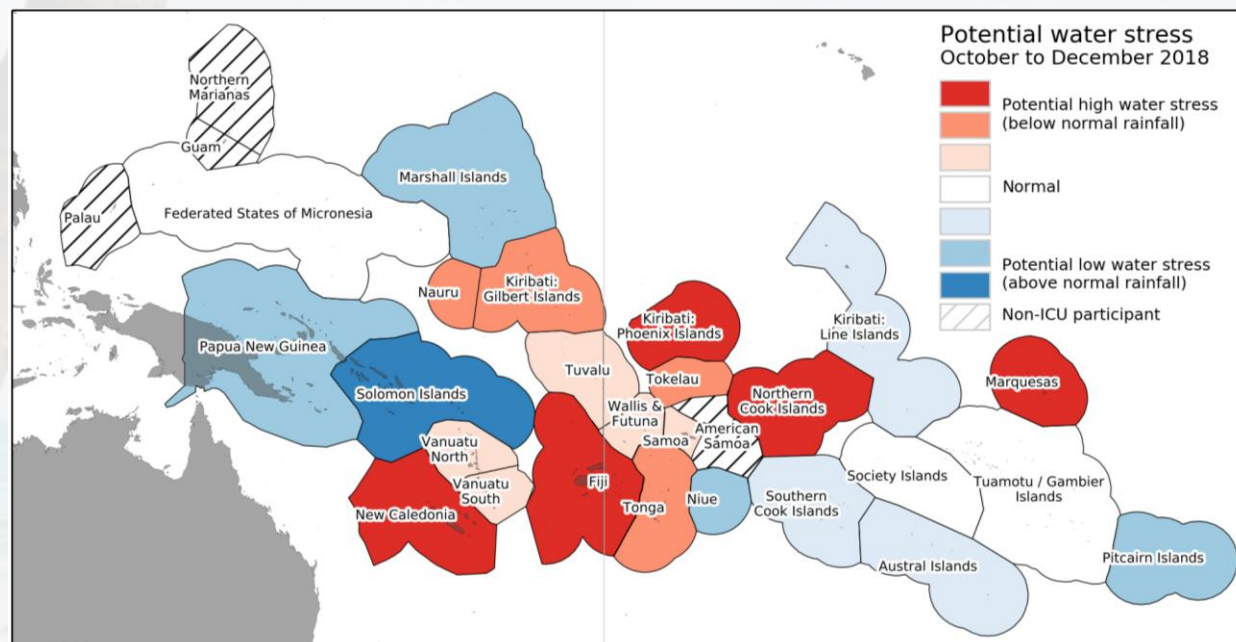 Potential water stress
October to December 2018
Potential high water stress
(below normal rainfall)
Normal
Potential low water stress
(above normal rainfall)
Non-ICU participant
Northern
Marianas
Guam
Palau
Federated States of Micronesia
Marshall Islands
Nauru
Kiribati:
Gilbert Islands
Kiribati:
Phoenix Islands
Kiribati:
Line Islands
Papua New Guinea
Solomon Islands
Tuvalu
Tokelau
Northern
Cook Islands
Marquesas
Wallis &
Futuna
Samoa
American
Samoa
Vanuatu
North
Vanuatu
South
New Caledonia
Fiji
Tonga
Niue
Southern
Cook Islands
Society Islands
Tuamotu / Gambier
Islands
Austral Islands
Pitcairn Islands